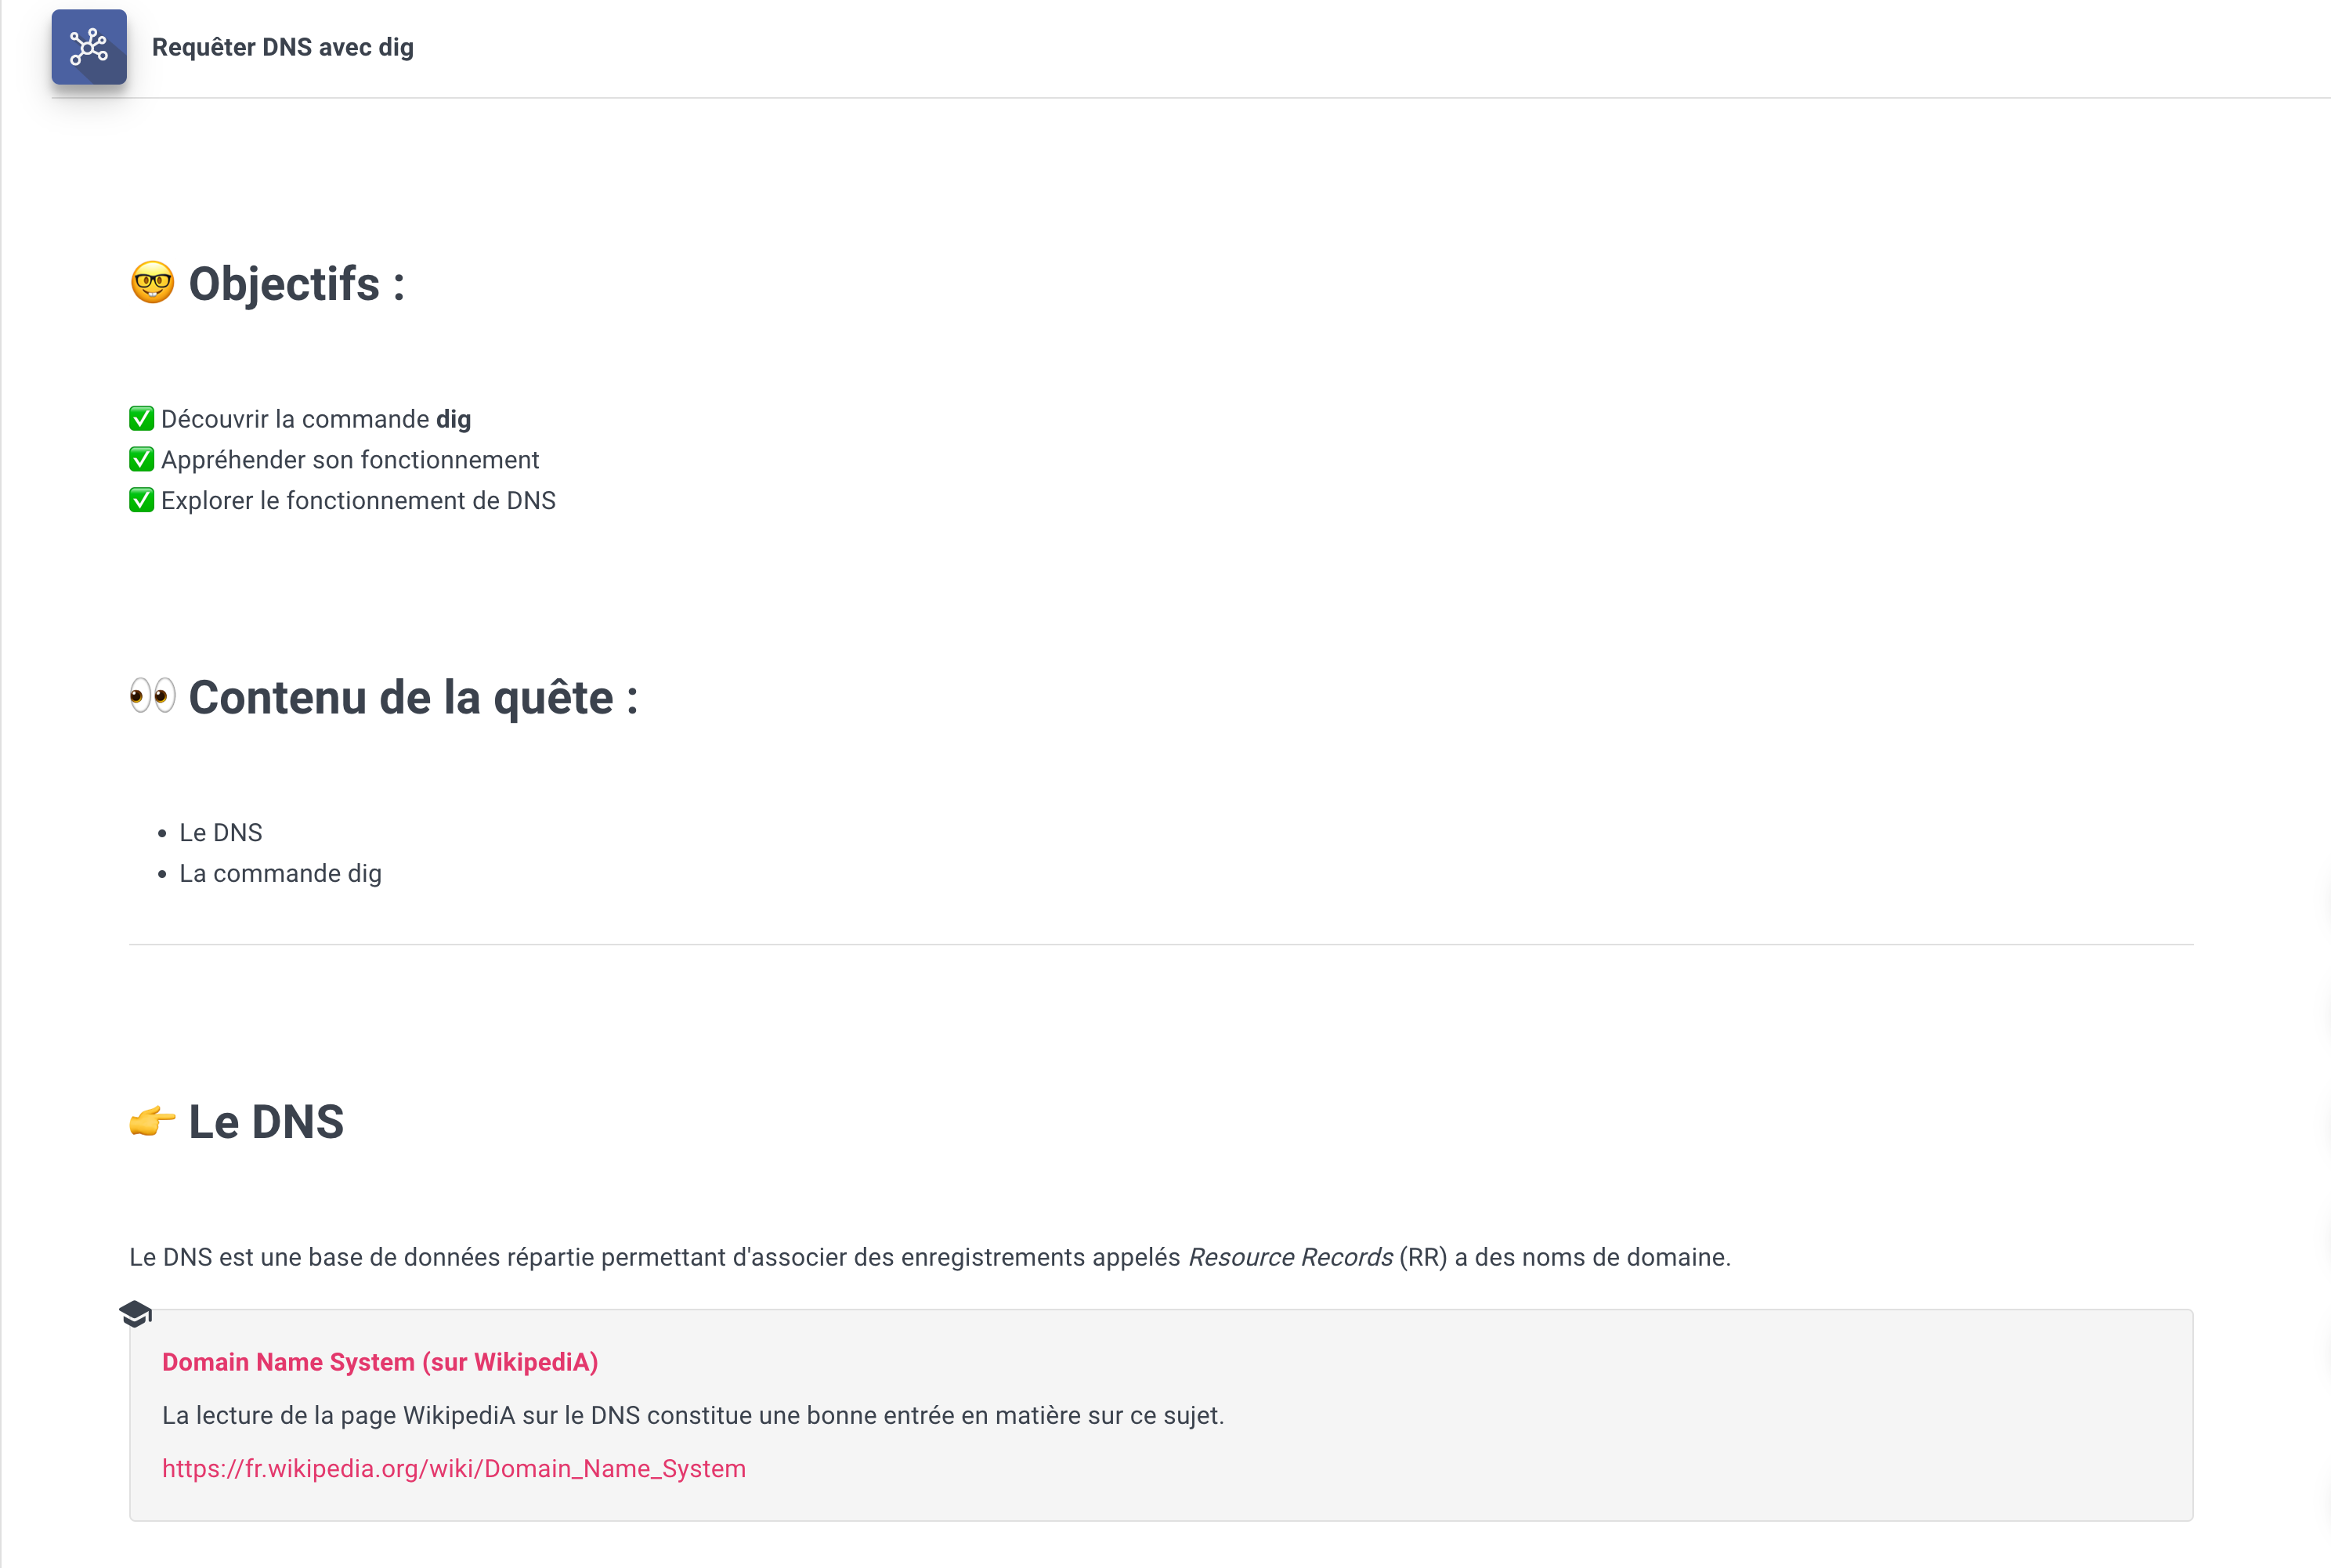 Requêter DNS avec dig
🤓 Objectifs :
✅ Découvrir la commande dig
✅ Appréhender son fonctionnement
✅ Explorer le fonctionnement de DNS
👀 Contenu de la quête :
• Le DNS
• La commande dig
👉 Le DNS
Le DNS est une base de données répartie permettant d'associer des enregistrements appelés Resource Records (RR) a des noms de domaine.
Domain Name System (sur WikipediA)
La lecture de la page WikipediA sur le DNS constitue une bonne entrée en matière sur ce sujet.
https://fr.wikipedia.org/wiki/Domain_Name_System